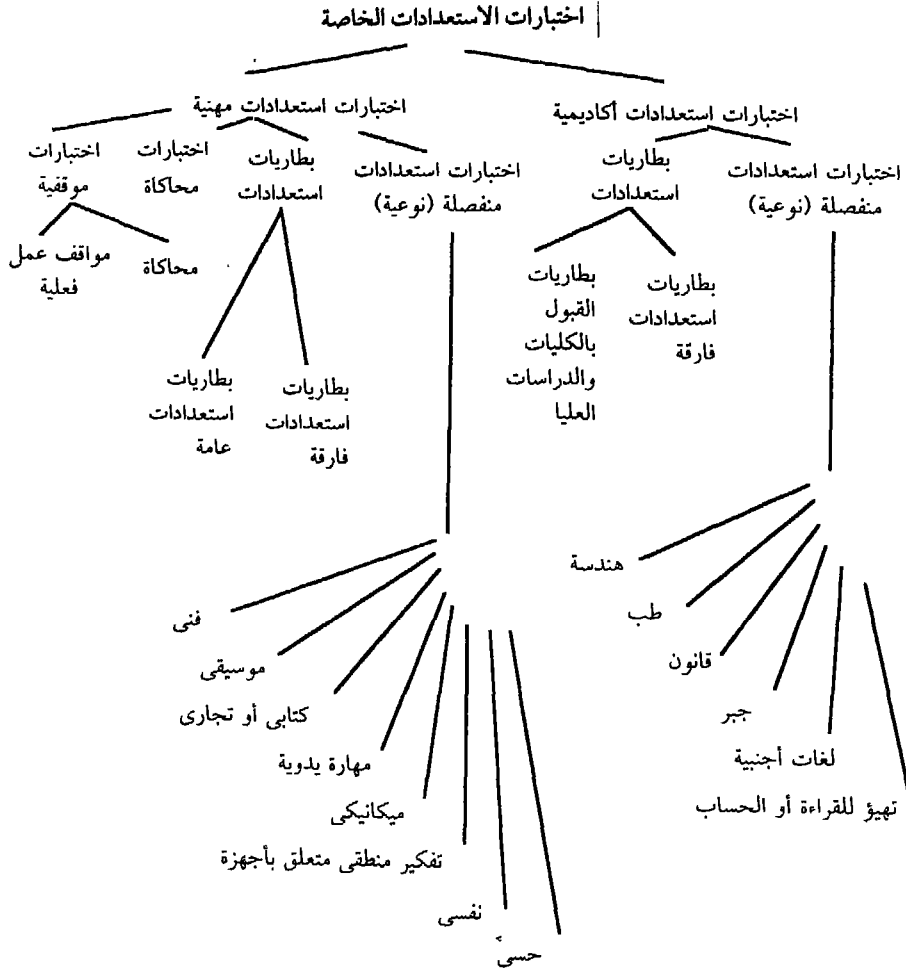 اختبارات الاستعدادات الخاصة
اختبارات استعدادات أكاديمية
اختبارات استعدادات مهنية
اختبارات استعدادات
منفصلة (نوعية)
بطاريات
استعدادات
اختبارات استعدادات
منفصلة (نوعية)
بطاريات
استعدادات
اختبارات
محاكاة
اختبارات
موقفية
بطاريات
استعدادات
فارقة
بطاريات
القبول
بالكليات
والدراسات
العليا
محاكاة
مواقف عمل
فعلية
بطاريات
استعدادات
فارقة
بطاريات
استعدادات
عامة
هندسة
طب
قانون
جبر
لغات أجنبية
تهيؤ للقراءة أو الحساب
فنى
موسيقى
كتابى أو تجارى
مهارة يدوية
ميكانيكى
تفكير منطقى متعلق بأجهزة
نفسى
حسى